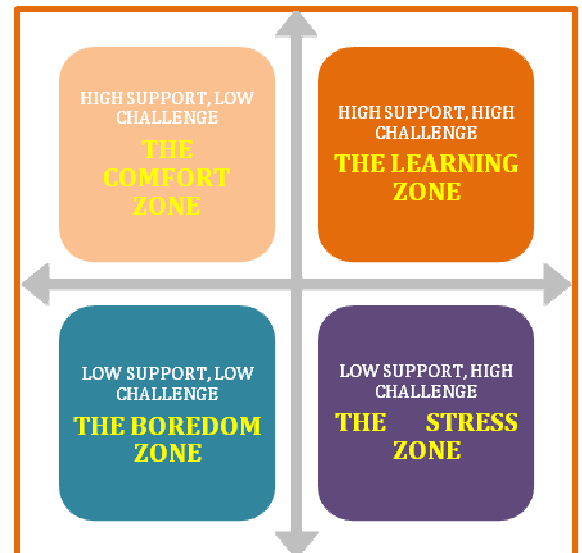 HIGH SUPPORT, LOW
CHALLENGE
THE
COMFORT
ZONE
HIGH SUPPORT, HIGH
CHALLENGE
THE LEARNING
ZONE
LOW SUPPORT, LOW
CHALLENGE
THE BOREDOM
ZONE
LOW SUPPORT, HIGH
CHALLENGE
THE STRESS
ZONE